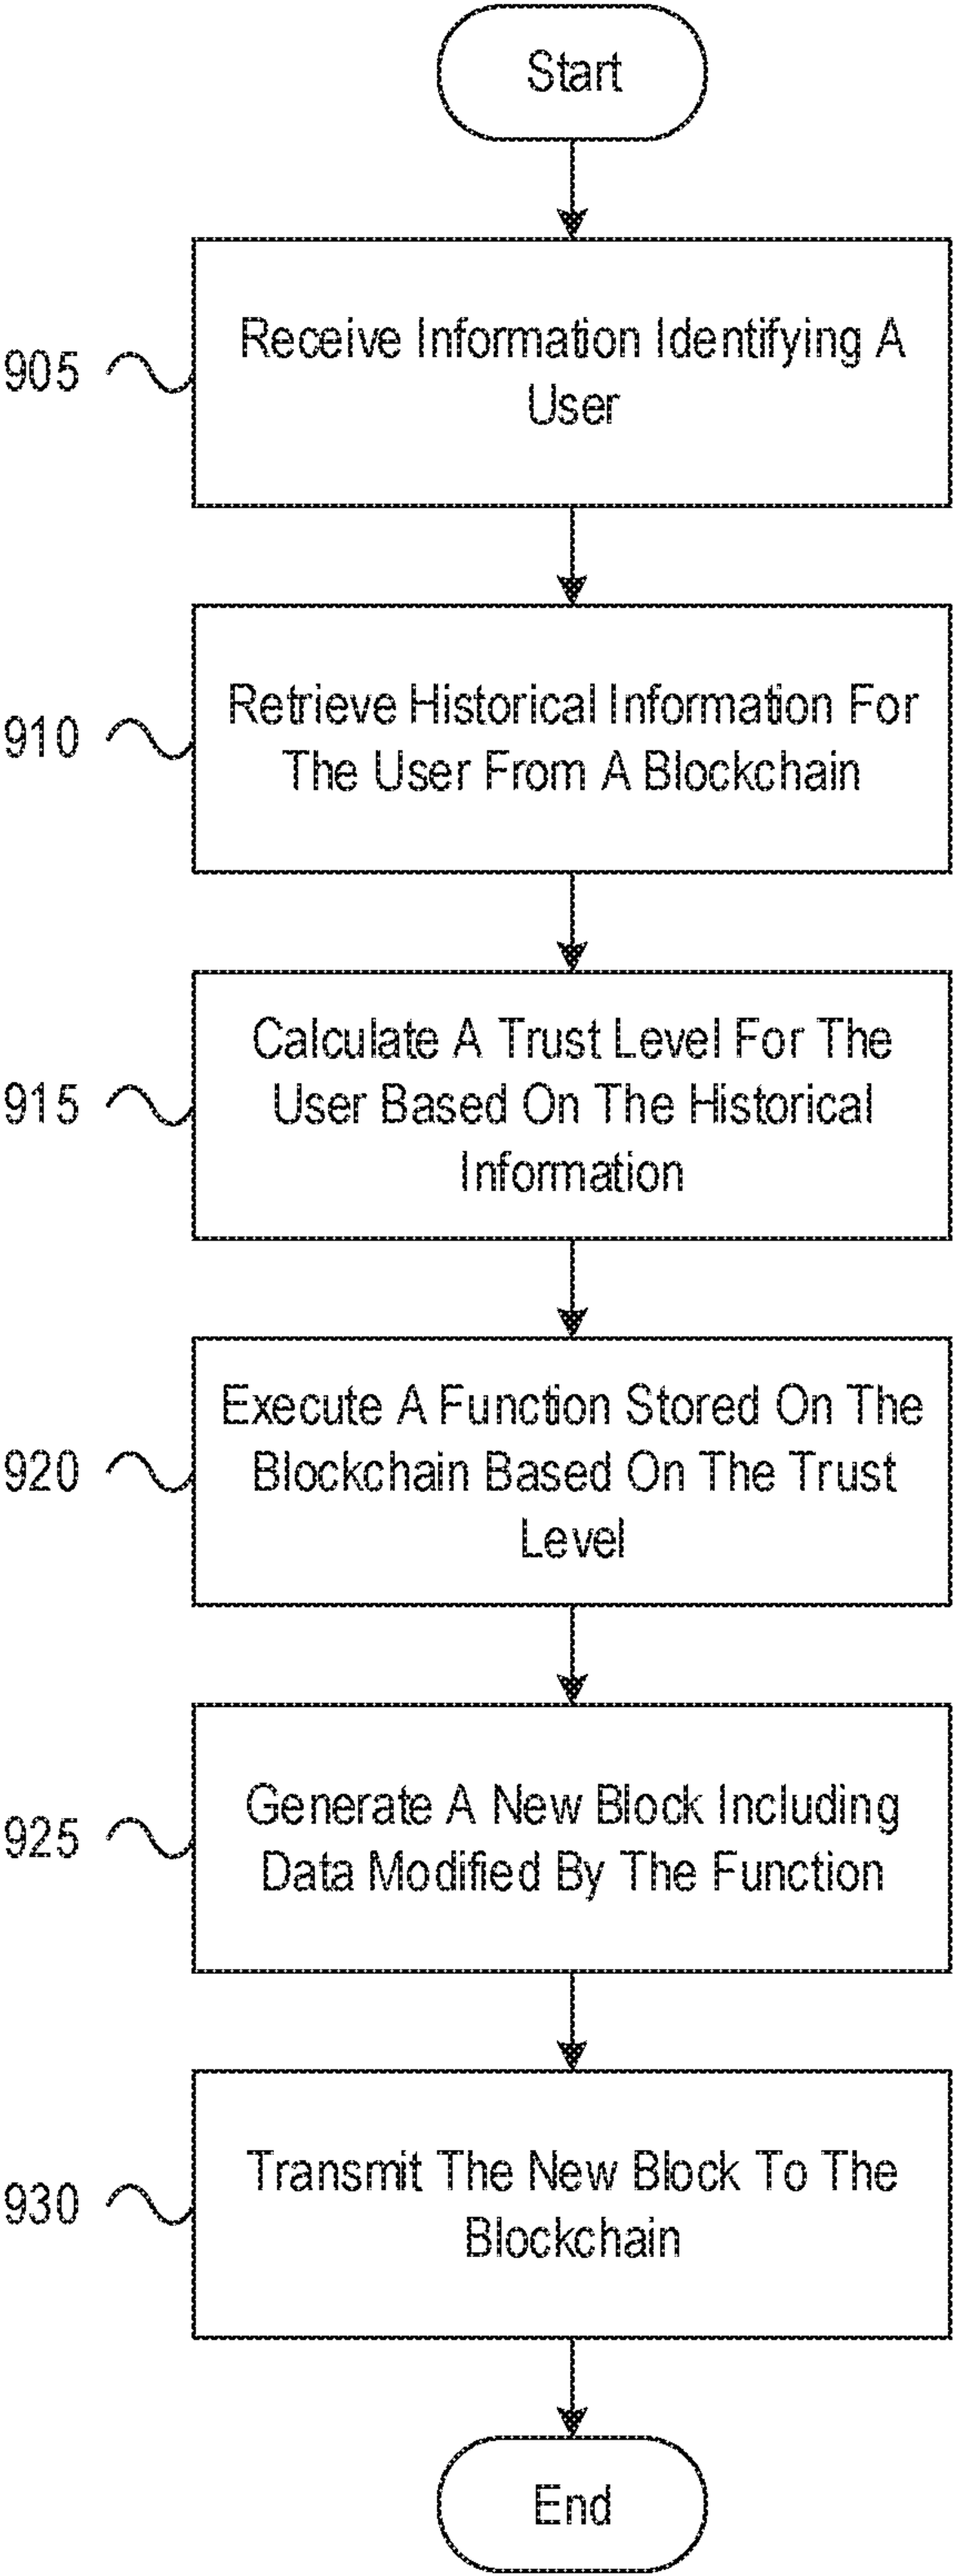 Start
905
Receive Information Identifying A
User
910
Retrieve Historical Information For
The User From A Blockchain
915
Calculate A Trust Level For The
User Based On The Historical
Information
920
Execute A Function Stored On The
Blockchain Based On The Trust
Level
925
Generate A New Block Including
Data Modified By The Function
930
Transmit The New Block To The
Blockchain
End